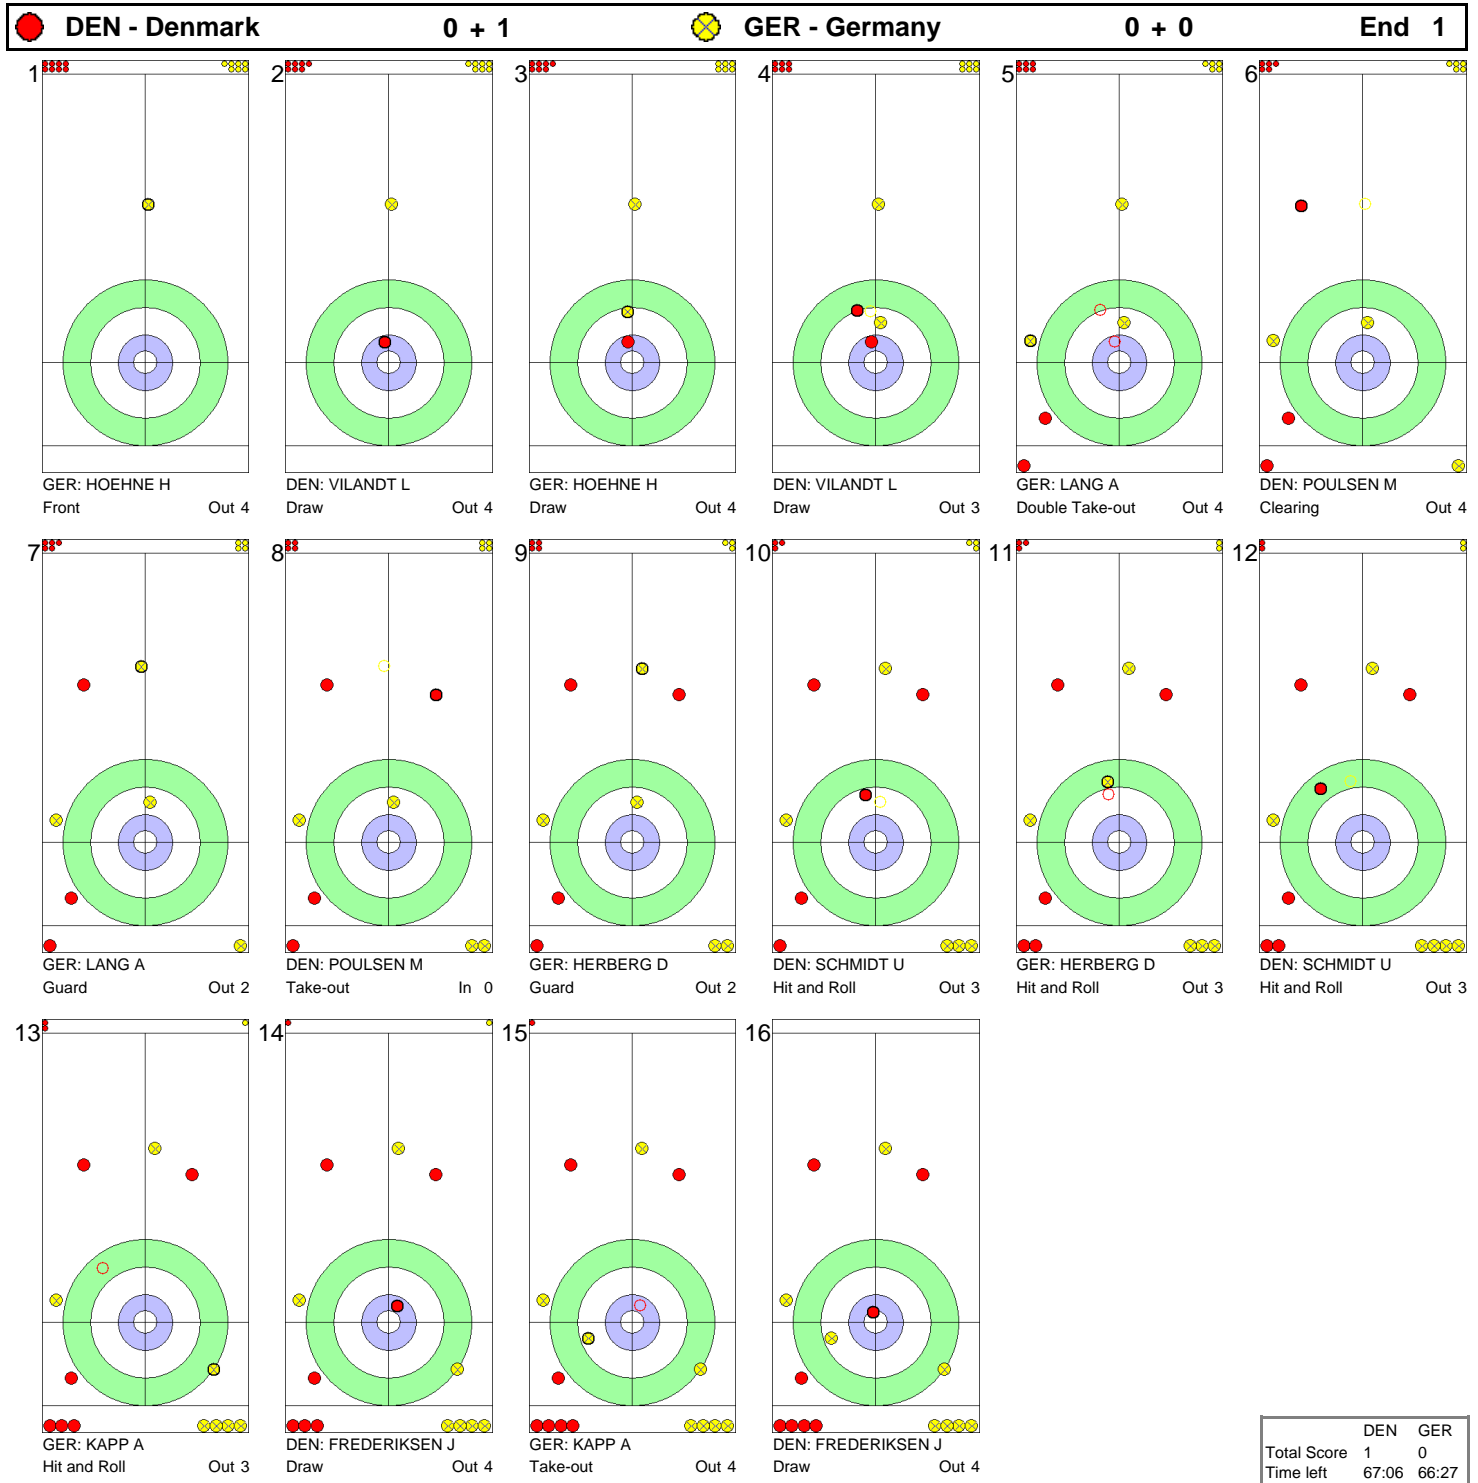 DEN - Denmark 0 + 1 GER - Germany 0 + 0 End 1
1 2 3 4 5 6
GER: HOEHNE H DEN: VILANDT L GER: HOEHNE H DEN: VILANDT L GER: LANG A DEN: POULSEN M
Front Out 4 Draw Out 4 Draw Out 4 Draw Out 3 Double Take-out Out 4 Clearing Out 4
7 8 9 10 11 12
GER: LANG A DEN: POULSEN M GER: HERBERG D DEN: SCHMIDT U GER: HERBERG D DEN: SCHMIDT U
Guard Out 2 Take-out In 0 Guard Out 2 Hit and Roll Out 3 Hit and Roll Out 3 Hit and Roll Out 3
13 14 15 16
GER: KAPP A DEN: FREDERIKSEN J GER: KAPP A DEN: FREDERIKSEN J
Hit and Roll Out 3 Draw Out 4 Take-out Out 4 Draw Out 4
DEN GER
Total Score 1 0
Time left 67:06 66:27